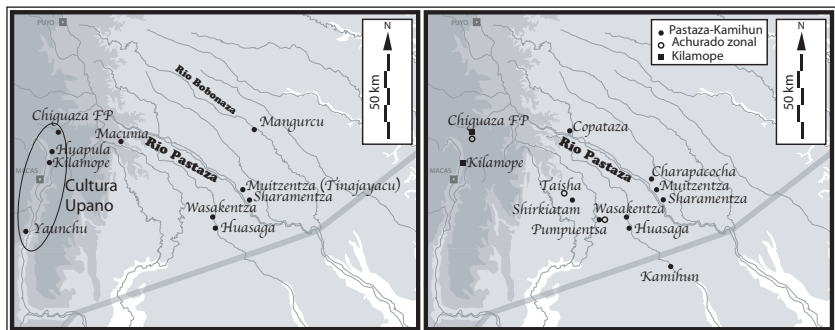 PUYO
N
50 km
Rio Bobonaza
Chiguaza FP
Macuma
Mangurcu
Huapula
Kilamope
Rio Pastaza
MACAS
Cultura
Upano
Muitzentza (Tinajayacu)
Sharamentza
Wasakentza
Yaunchu
Huasaga
PUYO
Pastaza-Kamihun
Achurado zonal
Kilamope
N
50 km
Chiguaza FP
Copataza
Rio Pastaza
Kilamope
MACAS
Charapacocha
Taisha
Muitzentza
Sharamentza
Shirkiatam
Wasakentza
Pumpuentsa
Huasaga
Kamihun